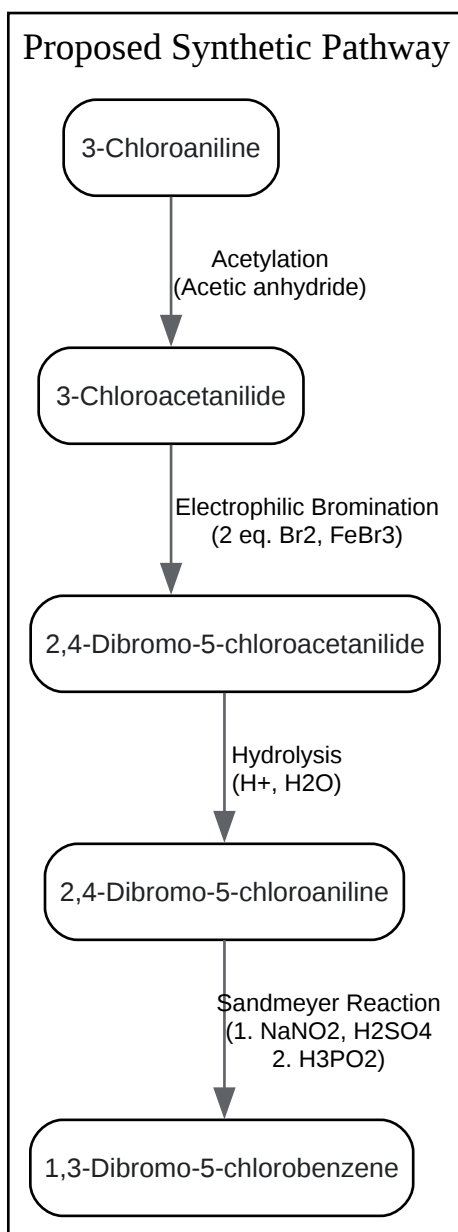 Proposed Synthetic Pathway
3-Chloroaniline
Acetylation
(Acetic anhydride)
3-Chloroacetanilide
Electrophilic Bromination
(2 eq. Br2, FeBr3)
2,4-Dibromo-5-chloroacetanilide
Hydrolysis
(H+, H2O)
2,4-Dibromo-5-chloroaniline
Sandmeyer Reaction
(1. NaNO2, H2SO4
2. H3PO2)
1,3-Dibromo-5-chlorobenzene